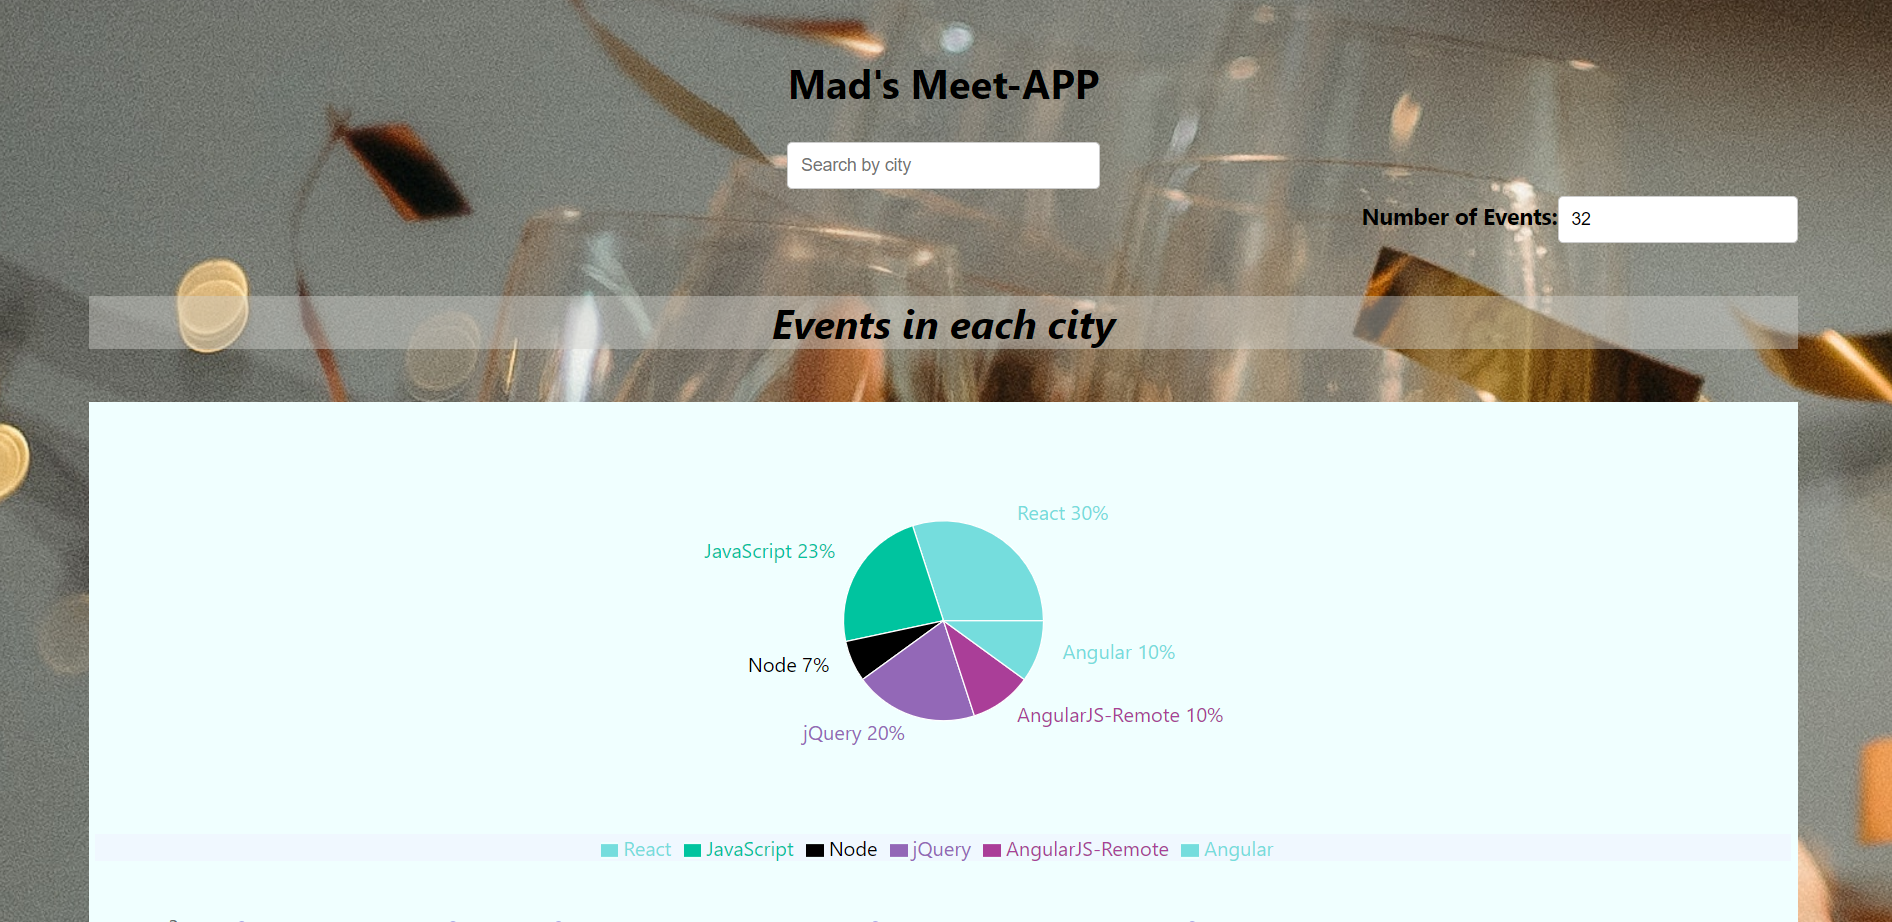 Mad's Meet-APP
Search by city
Number of Events: 32
Events in each city
React 30%
JavaScript 23%
Angular 10%
Node 7%
AngularJS-Remote 10%
jQuery 20%
React JavaScript Node jQuery AngularJS-Remote Angular